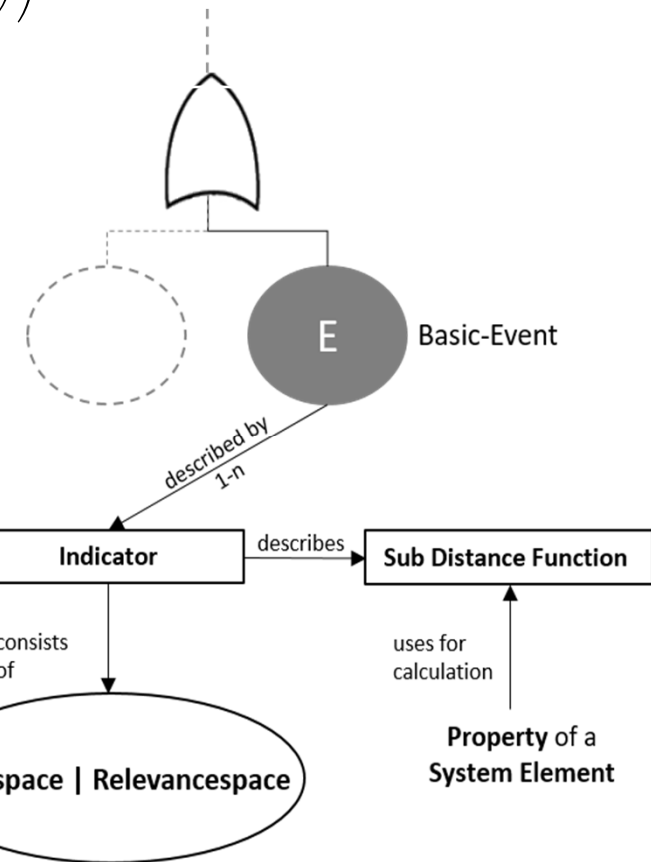 ))
E
Basic-Event
described by
1-n
Indicator
describes
Sub Distance Function
consists
of
uses for
calculation
space | Relevancespace
Property of a
System Element